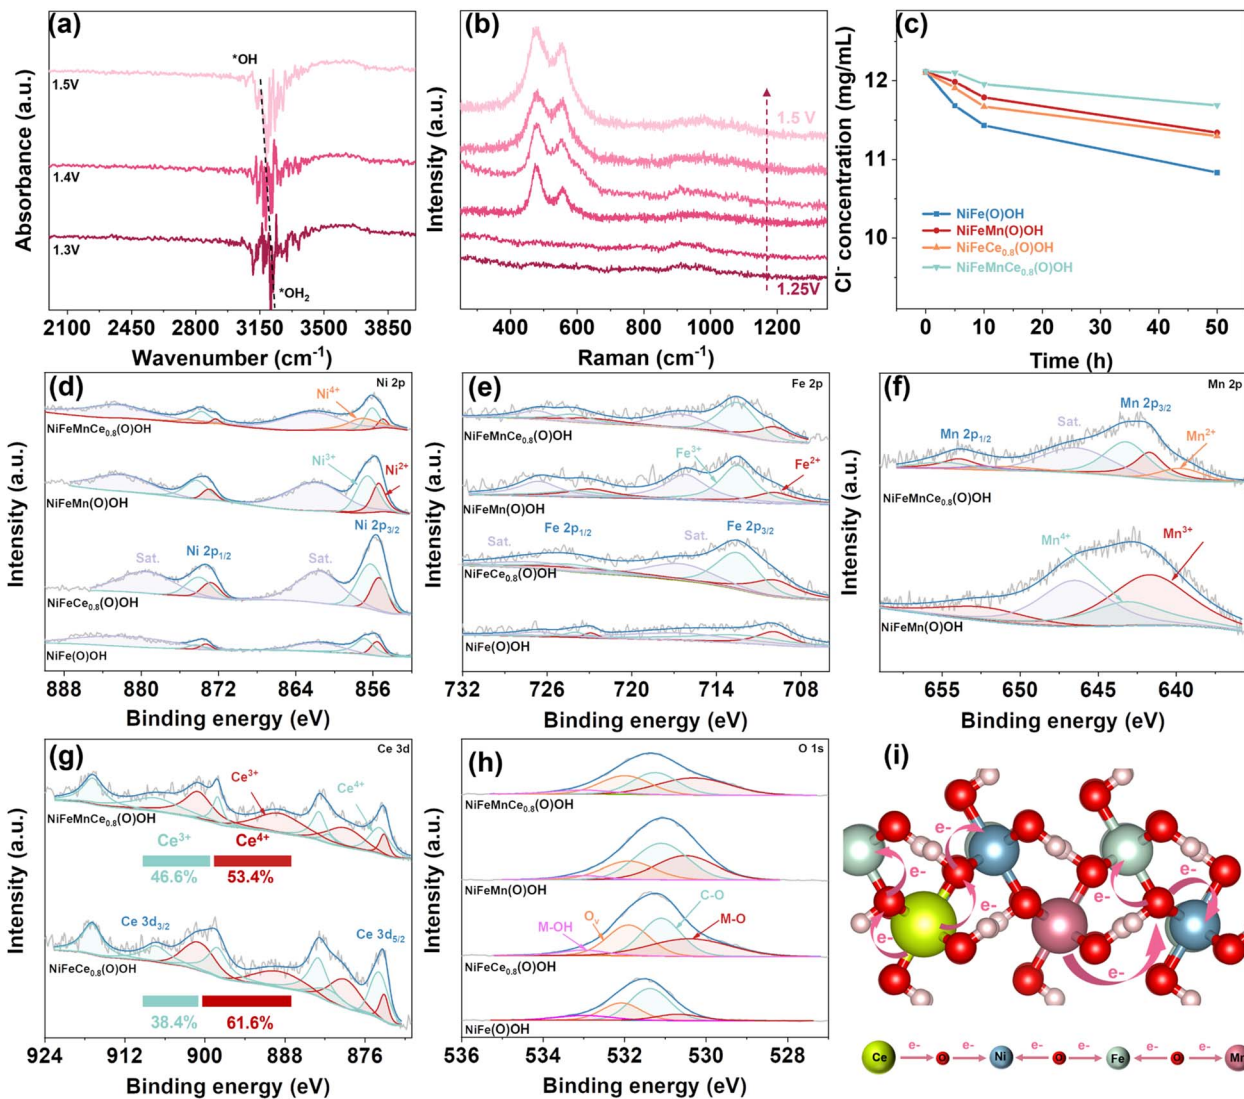 (a)
*OH
1.5V
1.4V
1.3V
*OH₂
Absorbance (a.u.)
2100 2450 2800 3150 3500 3850
Wavenumber (cm⁻¹)
(b)
1.5 V
1.25V
Intensity (a.u.)
400 600 800 1000 1200
Raman (cm⁻¹)
(c)
Cl⁻ concentration (mg/mL)
12
11
10
NiFe(O)OH
NiFeMn(O)OH
NiFeCe₀.₈(O)OH
NiFeMnCe₀.₈(O)OH
0 10 20 30 40 50
Time (h)
(d)
Ni 2p
Ni⁴⁺
NiFeMnCe₀.₈(O)OH
Ni³⁺
Ni²⁺
NiFeMn(O)OH
Ni 2p₃/₂
Sat.
Ni 2p₁/₂
Sat.
NiFeCe₀.₈(O)OH
NiFe(O)OH
Intensity (a.u.)
888 880 872 864 856
Binding energy (eV)
(e)
Fe 2p
NiFeMnCe₀.₈(O)OH
Fe³⁺
Fe²⁺
NiFeMn(O)OH
Sat.
Fe 2p₁/₂
Sat.
Fe 2p₃/₂
NiFeCe₀.₈(O)OH
NiFe(O)OH
Intensity (a.u.)
732 726 720 714 708
Binding energy (eV)
(f)
Mn 2p
Mn 2p₃/₂
Sat.
Mn 2p₁/₂
Mn²⁺
NiFeMnCe₀.₈(O)OH
Mn⁴⁺
Mn³⁺
NiFeMn(O)OH
Intensity (a.u.)
655 650 645 640
Binding energy (eV)
(g)
Ce 3d
Ce³⁺
Ce⁴⁺
NiFeMnCe₀.₈(O)OH
Ce³⁺ Ce⁴⁺
46.6% 53.4%
Ce 3d₃/₂
Ce 3d₅/₂
NiFeCe₀.₈(O)OH
38.4% 61.6%
Intensity (a.u.)
924 912 900 888 876
Binding energy (eV)
(h)
O 1s
NiFeMnCe₀.₈(O)OH
NiFeMn(O)OH
C-O
Oᵥ
M-OH
M-O
NiFeCe₀.₈(O)OH
NiFe(O)OH
Intensity (a.u.)
536 534 532 530 528
Binding energy (eV)
(i)
e-
e-
e-
e-
e-
e-
e-
e-
e- e- e- e- e- e-
Ce O Ni O Fe O Mn